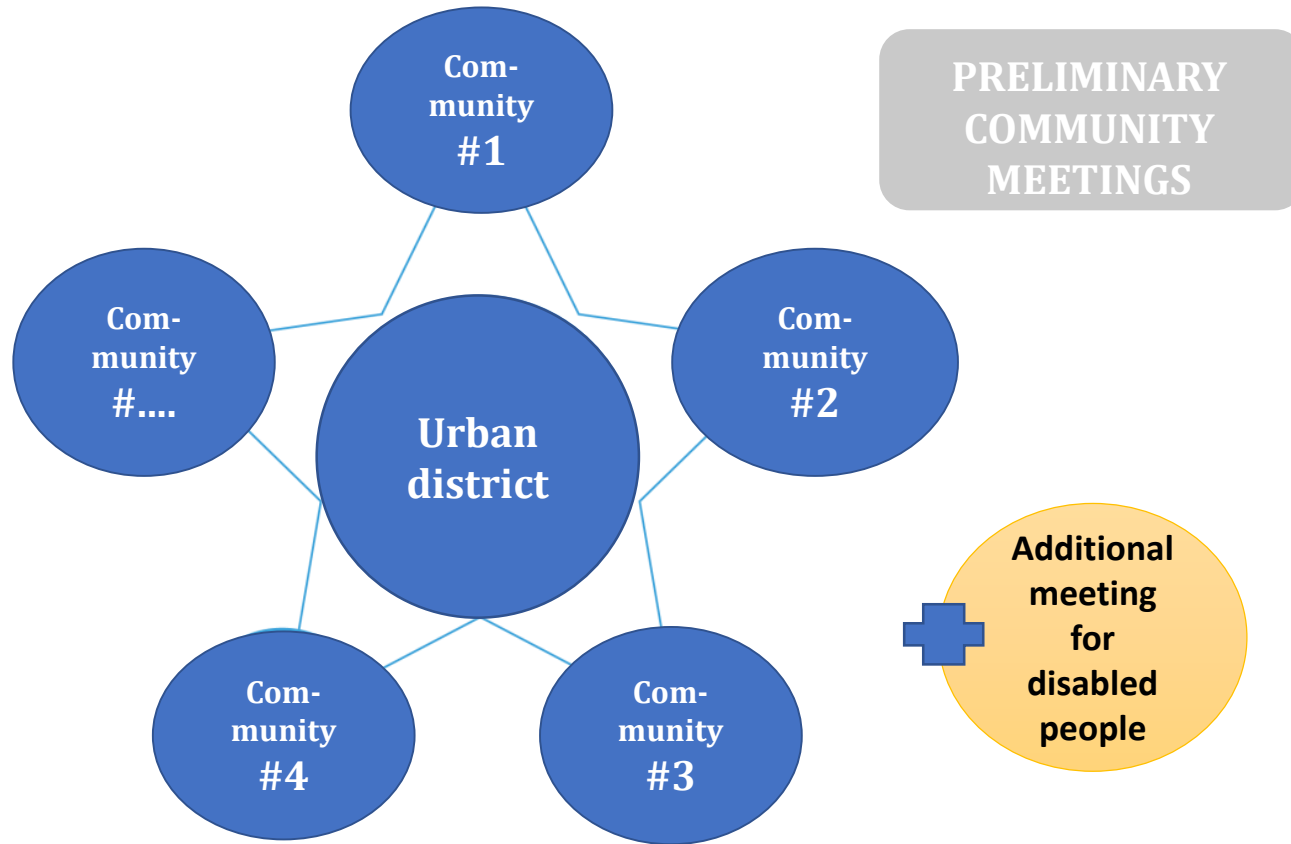 Com-
munity
#1
PRELIMINARY
COMMUNITY
MEETINGS
Com-
munity
#....
Com-
munity
#2
Urban
district
Additional
meeting
for
disabled
people
Com-
munity
#4
Com-
munity
#3